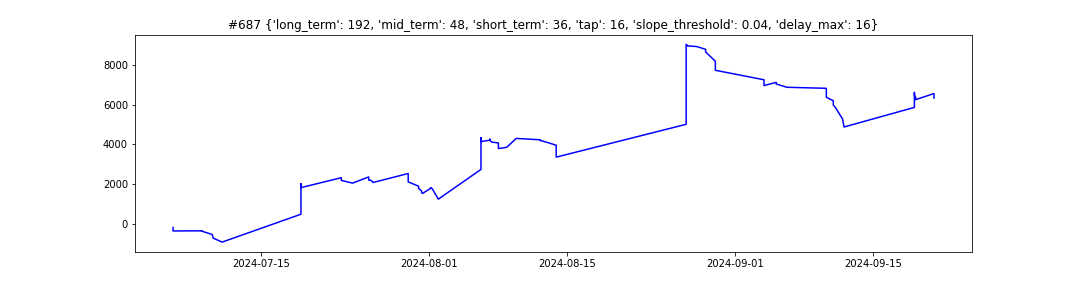 #687 {'long_term': 192, 'mid_term': 48, 'short_term': 36, 'tap': 16, 'slope_threshold': 0.04, 'delay_max': 16}
8000
6000
4000
2000
0
2024-07-15 2024-08-01 2024-08-15 2024-09-01 2024-09-15